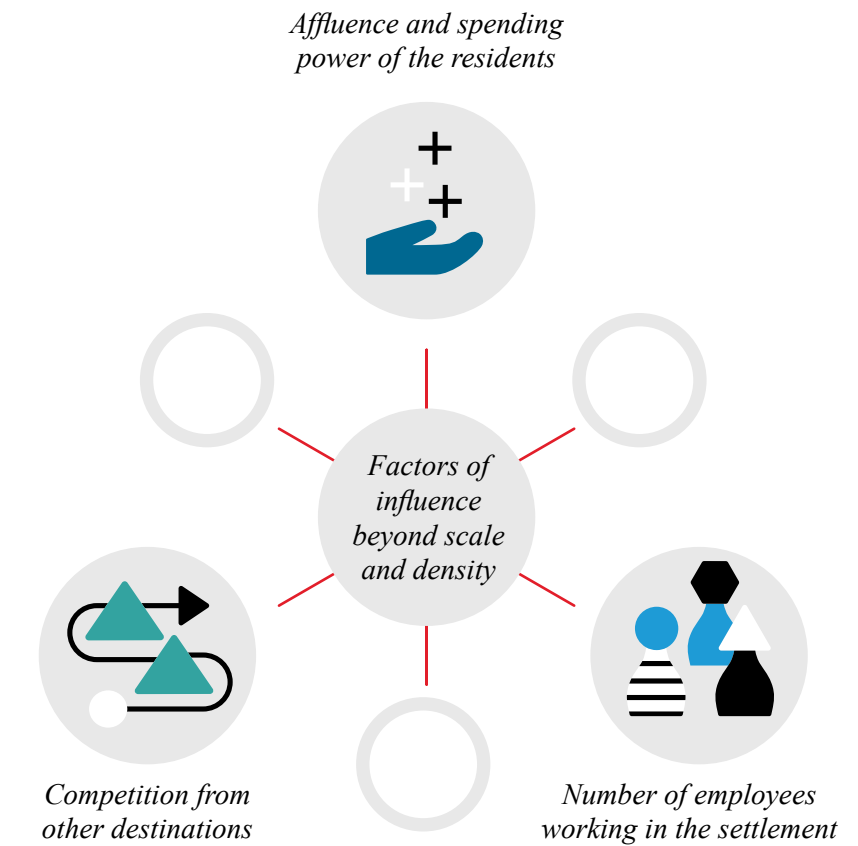 Affluence and spending
power of the residents
Factors of
influence
beyond scale
and density
Competition from
other destinations
Number of employees
working in the settlement